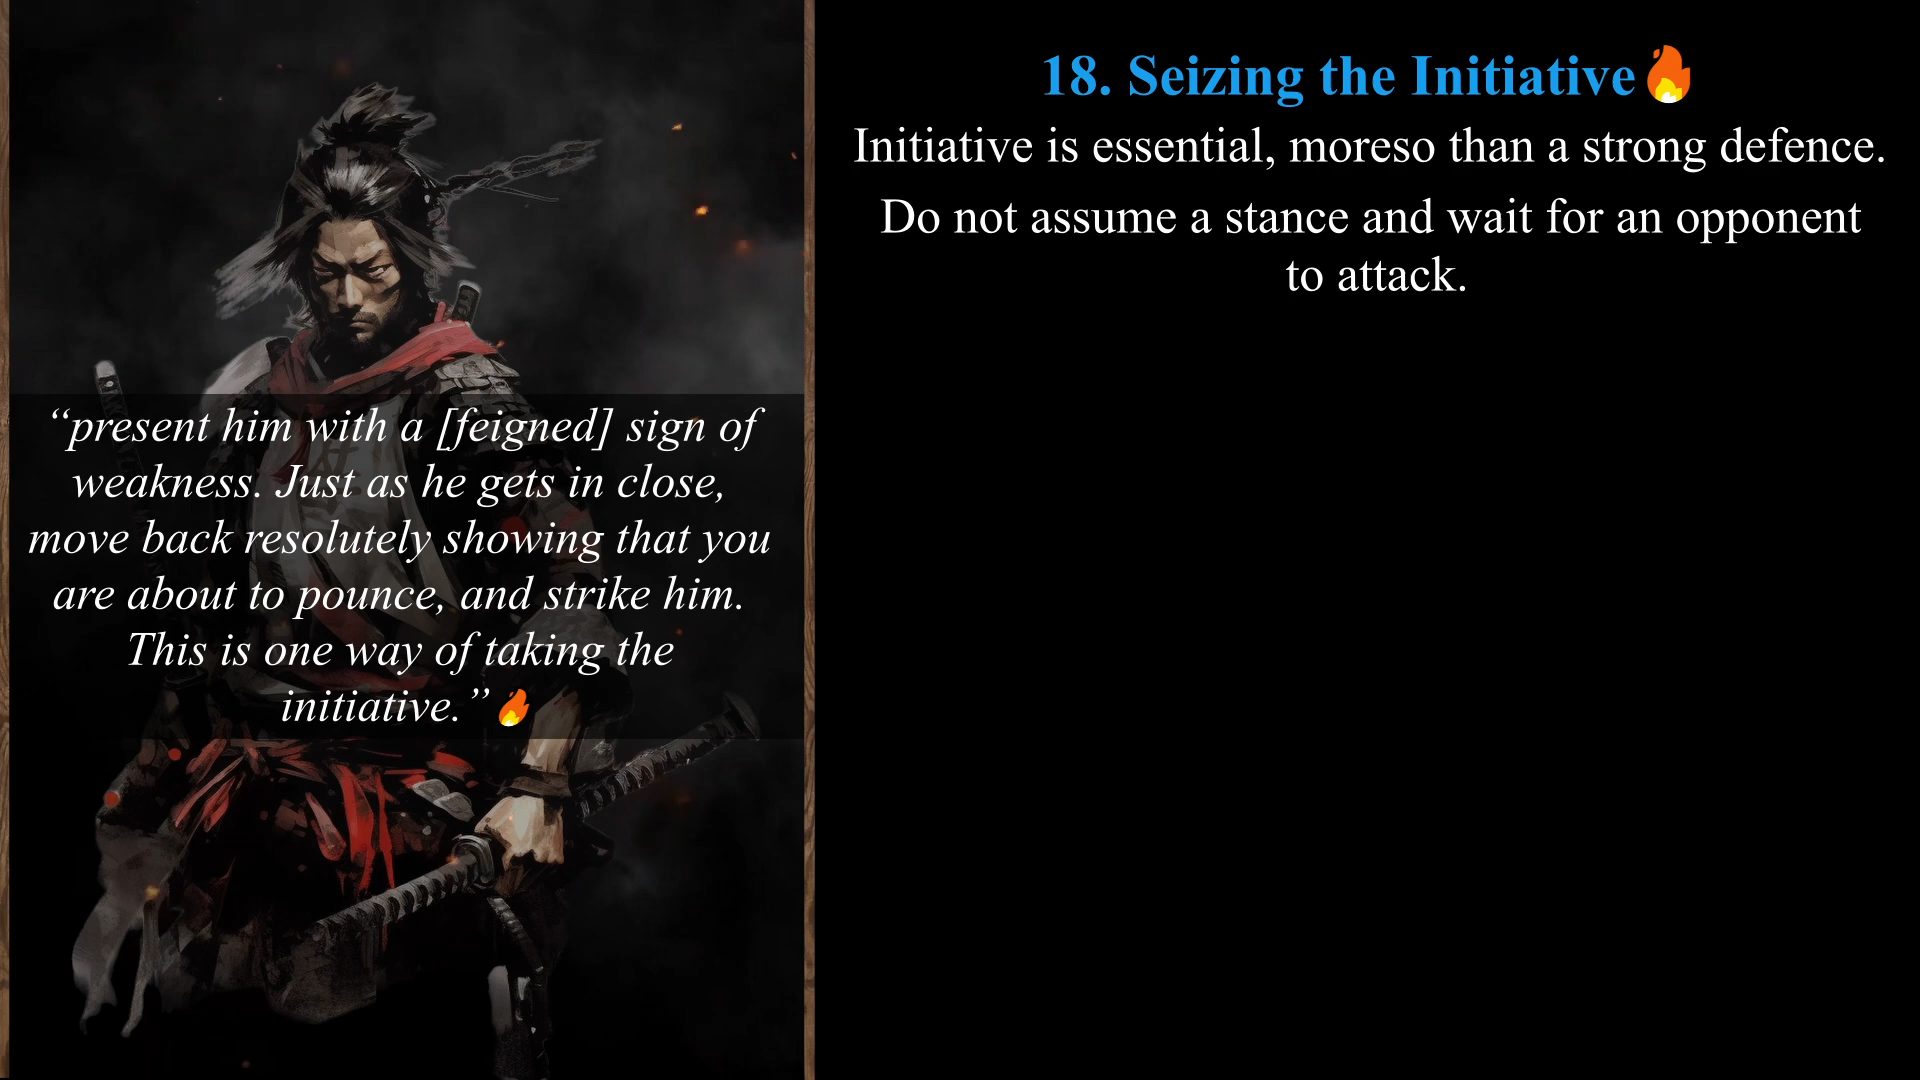 18. Seizing the Initiative🔥
Initiative is essential, moreso than a strong defence.
Do not assume a stance and wait for an opponent
to attack.
“present him with a [feigned] sign of
weakness. Just as he gets in close,
move back resolutely showing that you
are about to pounce, and strike him.
This is one way of taking the
initiative.”🔥